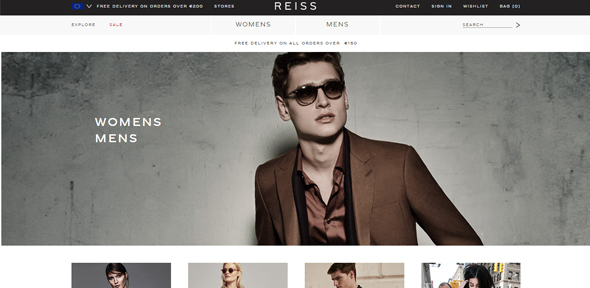 FREE DELIVERY ON ORDERS OVER €200
STORES
REISS
CONTACT
SIGN IN
WISHLIST
BAG (0)
EXPLORE
SALE
WOMENS
MENS
SEARCH
FREE DELIVERY ON ALL ORDERS OVER €150
WOMENS
MENS